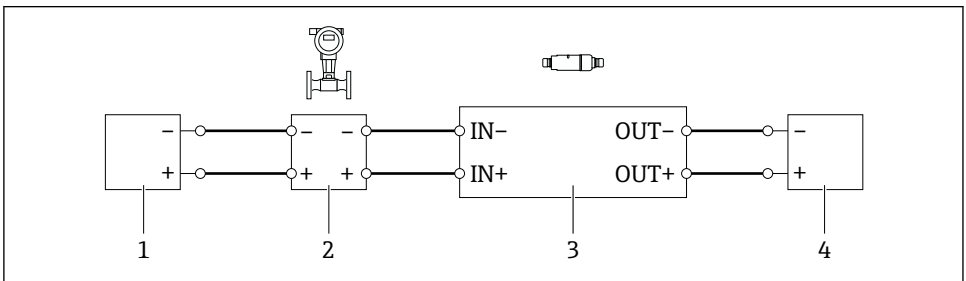 − − − IN− OUT− −
+ + + IN+ OUT+ +
1 2 3 4